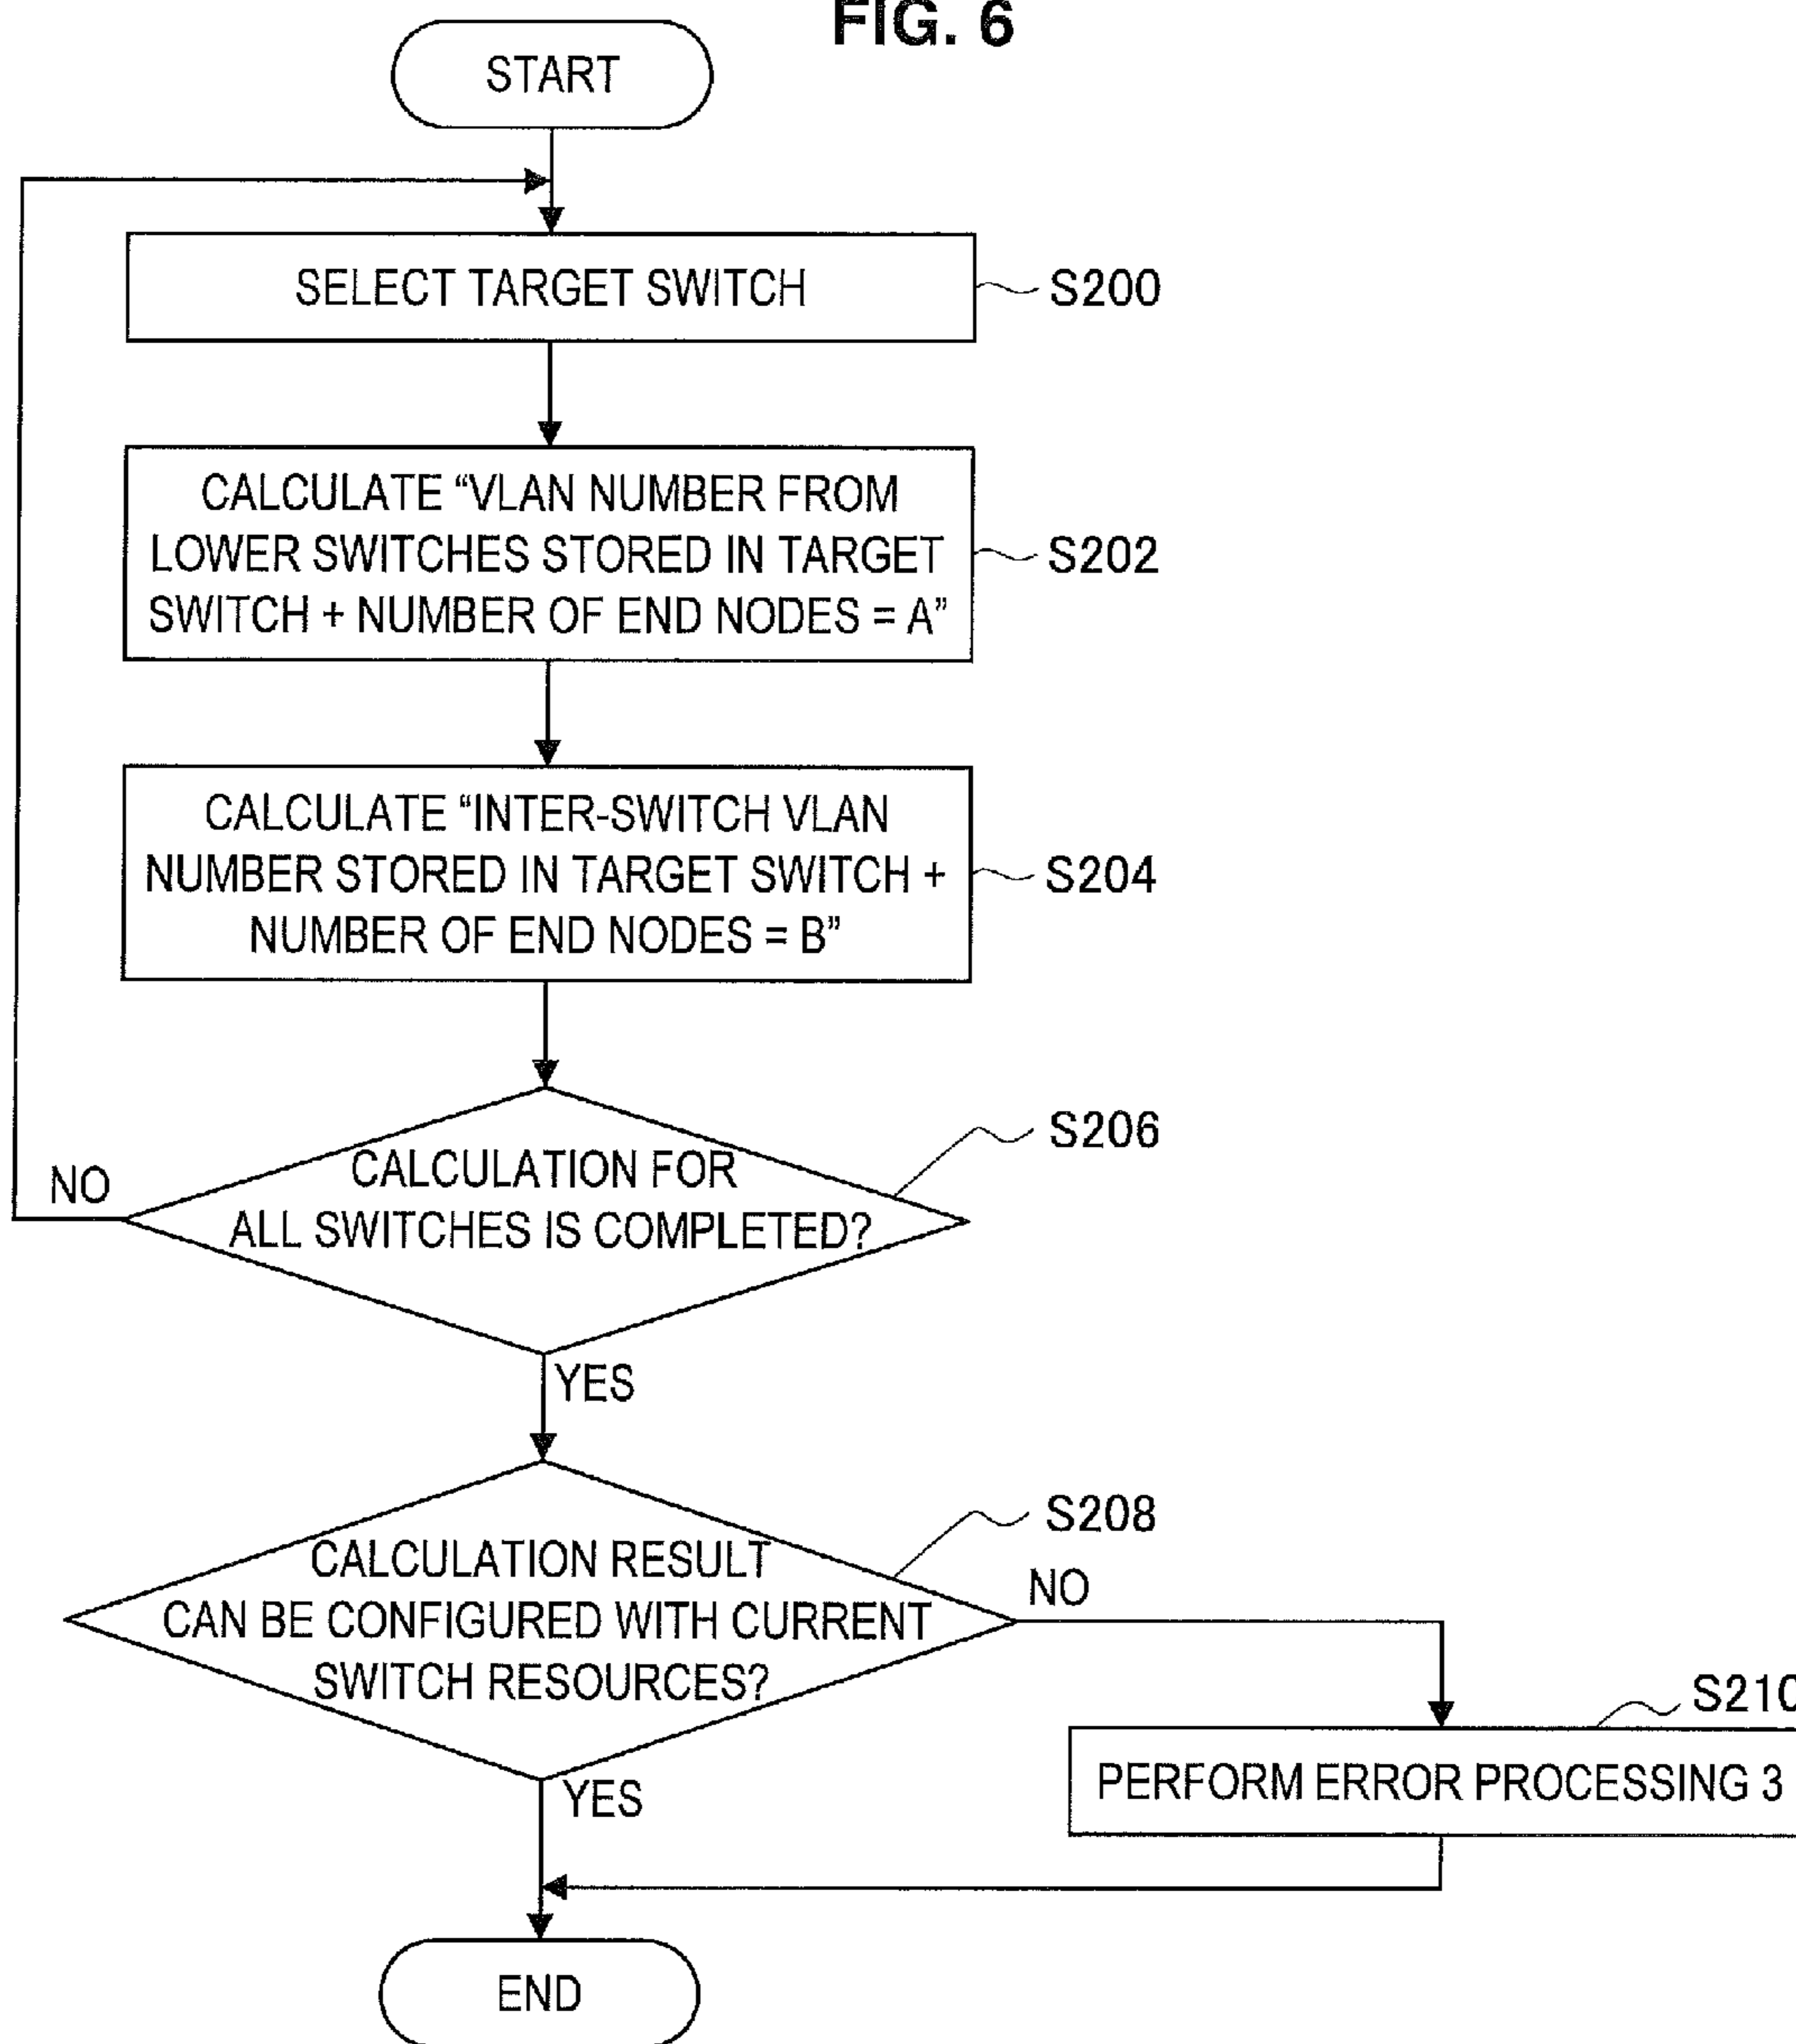 FIG. 6
START
SELECT TARGET SWITCH
S200
CALCULATE “VLAN NUMBER FROM
LOWER SWITCHES STORED IN TARGET
SWITCH + NUMBER OF END NODES = A”
S202
CALCULATE “INTER-SWITCH VLAN
NUMBER STORED IN TARGET SWITCH +
NUMBER OF END NODES = B”
S204
CALCULATION FOR
ALL SWITCHES IS COMPLETED?
S206
NO
YES
CALCULATION RESULT
CAN BE CONFIGURED WITH CURRENT
SWITCH RESOURCES?
S208
NO
S210
PERFORM ERROR PROCESSING 3
YES
END